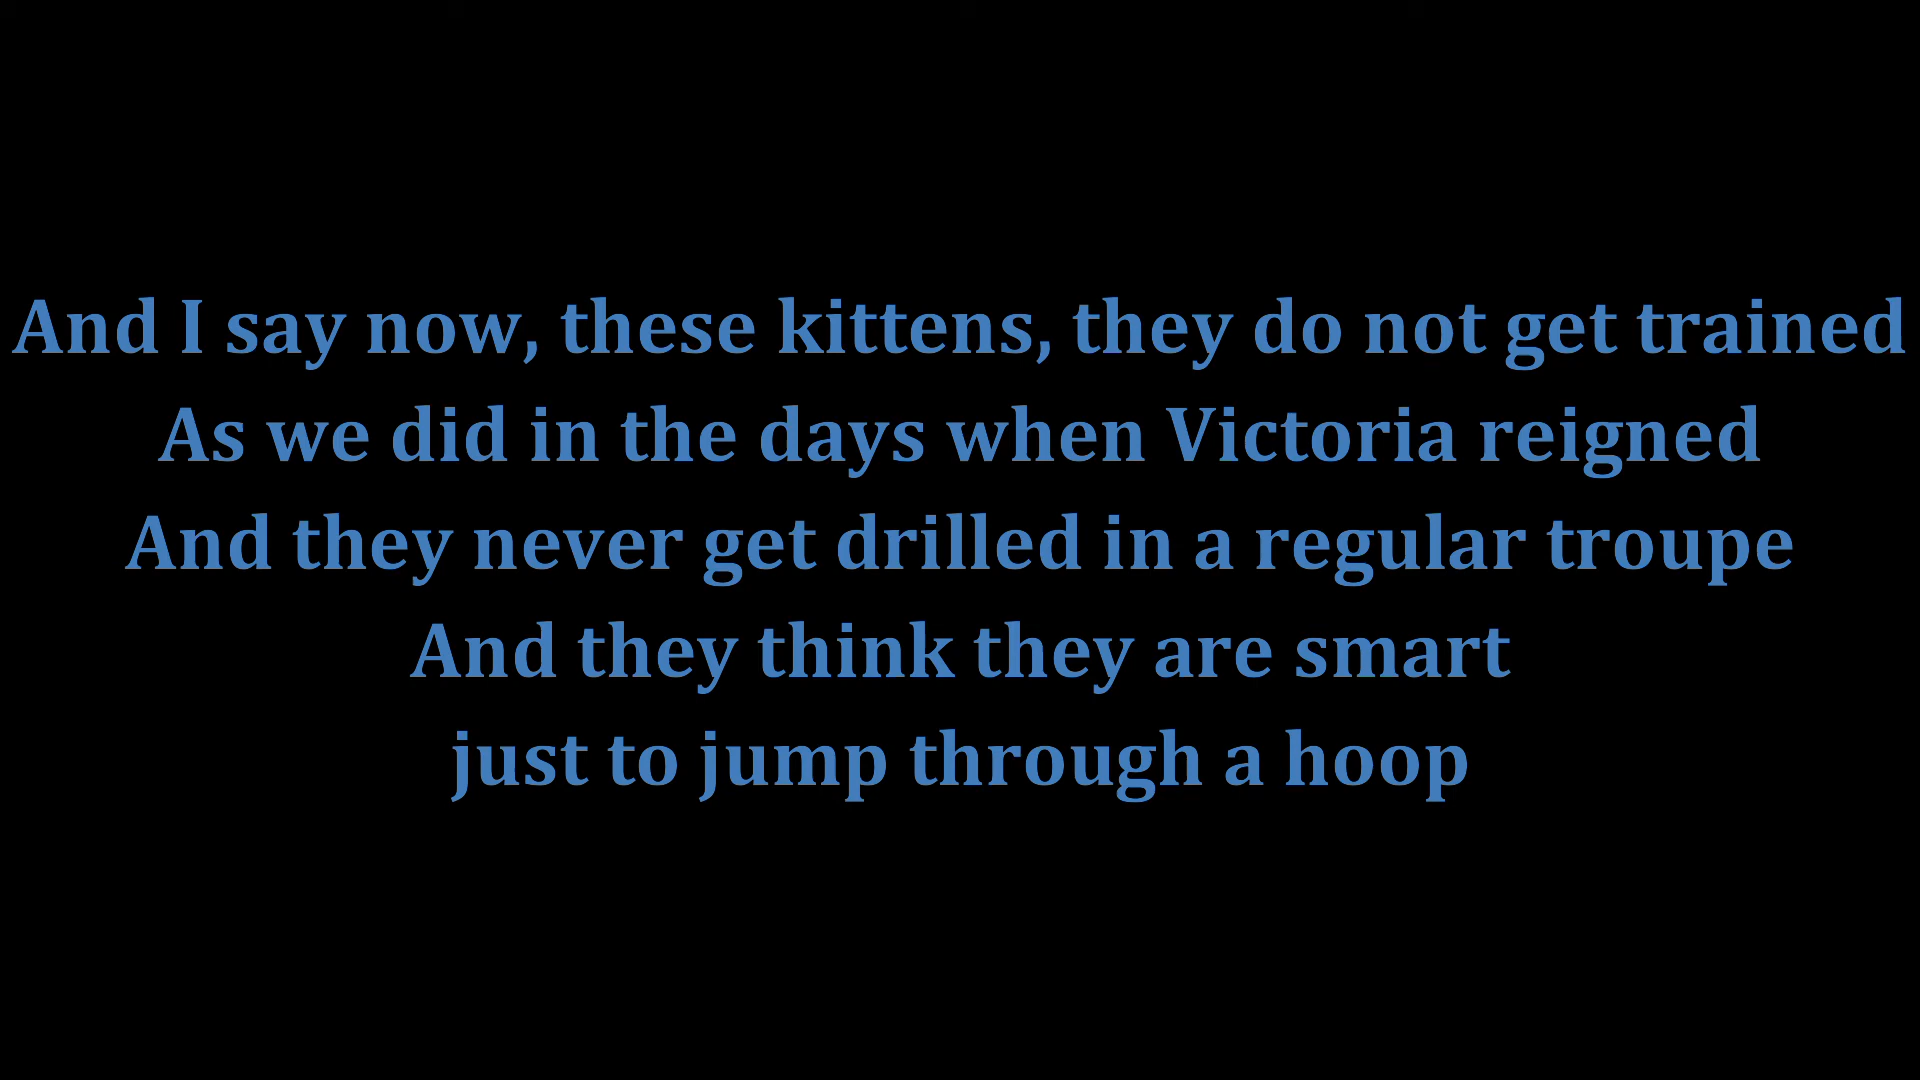 And I say now, these kittens, they do not get trained
As we did in the days when Victoria reigned
And they never get drilled in a regular troupe
And they think they are smart
just to jump through a hoop